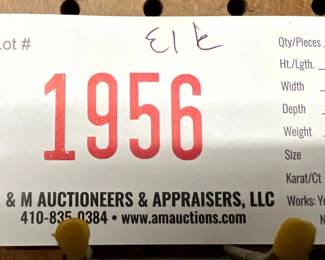 Lot #
1956
& M AUCTIONEERS & APPRAISERS, LLC
410-835-0384 • www.amauctions.com
Qty/Pieces
Ht./Lgth.
Width
Depth
Weight
Size
Karat/Ct
Works: